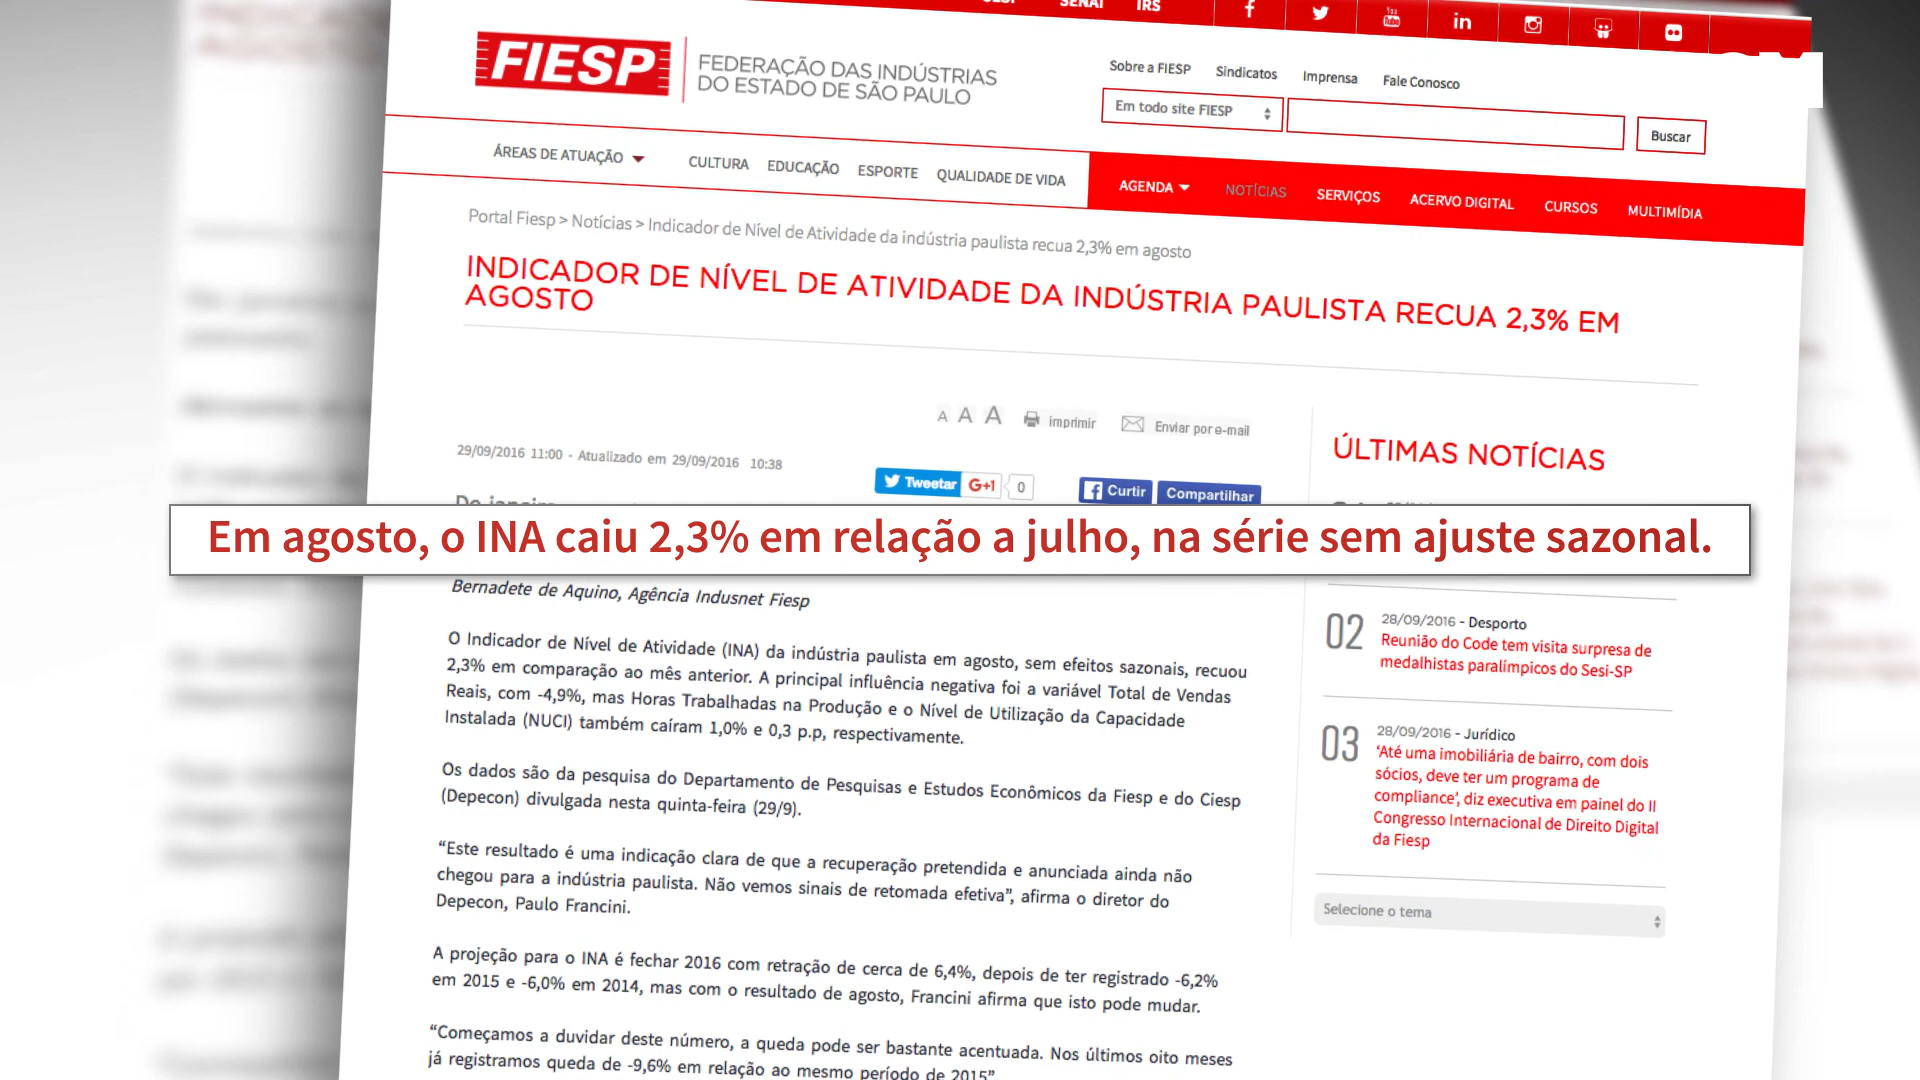 SENAI IRS
FIESP
FEDERAÇÃO DAS INDÚSTRIAS
DO ESTADO DE SÃO PAULO
Sobre a FIESP Sindicatos Imprensa Fale Conosco
Em todo site FIESP
Buscar
ÁREAS DE ATUAÇÃO CULTURA EDUCAÇÃO ESPORTE QUALIDADE DE VIDA AGENDA NOTÍCIAS SERVIÇOS ACERVO DIGITAL CURSOS MULTIMÍDIA
Portal Fiesp > Notícias > Indicador de Nível de Atividade da indústria paulista recua 2,3% em agosto
INDICADOR DE NÍVEL DE ATIVIDADE DA INDÚSTRIA PAULISTA RECUA 2,3% EM
AGOSTO
A A A imprimir Enviar por e-mail
29/09/2016 11:00 - Atualizado em 29/09/2016 10:38
Tweetar G+1 0 Curtir Compartilhar
Em agosto, o INA caiu 2,3% em relação a julho, na série sem ajuste sazonal.
Bernadete de Aquino, Agência Indusnet Fiesp
O Indicador de Nível de Atividade (INA) da indústria paulista em agosto, sem efeitos sazonais, recuou
2,3% em comparação ao mês anterior. A principal influência negativa foi a variável Total de Vendas
Reais, com -4,9%, mas Horas Trabalhadas na Produção e o Nível de Utilização da Capacidade
Instalada (NUCI) também caíram 1,0% e 0,3 p.p, respectivamente.
Os dados são da pesquisa do Departamento de Pesquisas e Estudos Econômicos da Fiesp e do Ciesp
(Depecon) divulgada nesta quinta-feira (29/9).
“Este resultado é uma indicação clara de que a recuperação pretendida e anunciada ainda não
chegou para a indústria paulista. Não vemos sinais de retomada efetiva”, afirma o diretor do
Depecon, Paulo Francini.
A projeção para o INA é fechar 2016 com retração de cerca de 6,4%, depois de ter registrado -6,2%
em 2015 e -6,0% em 2014, mas com o resultado de agosto, Francini afirma que isto pode mudar.
“Começamos a duvidar deste número, a queda pode ser bastante acentuada. Nos últimos oito meses
já registramos queda de -9,6% em relação ao mesmo período de 2015”
ÚLTIMAS NOTÍCIAS
02
28/09/2016 - Desporto
Reunião do Code tem visita surpresa de
medalhistas paralímpicos do Sesi-SP
03
28/09/2016 - Jurídico
‘Até uma imobiliária de bairro, com dois
sócios, deve ter um programa de
compliance’, diz executiva em painel do II
Congresso Internacional de Direito Digital
da Fiesp
Selecione o tema